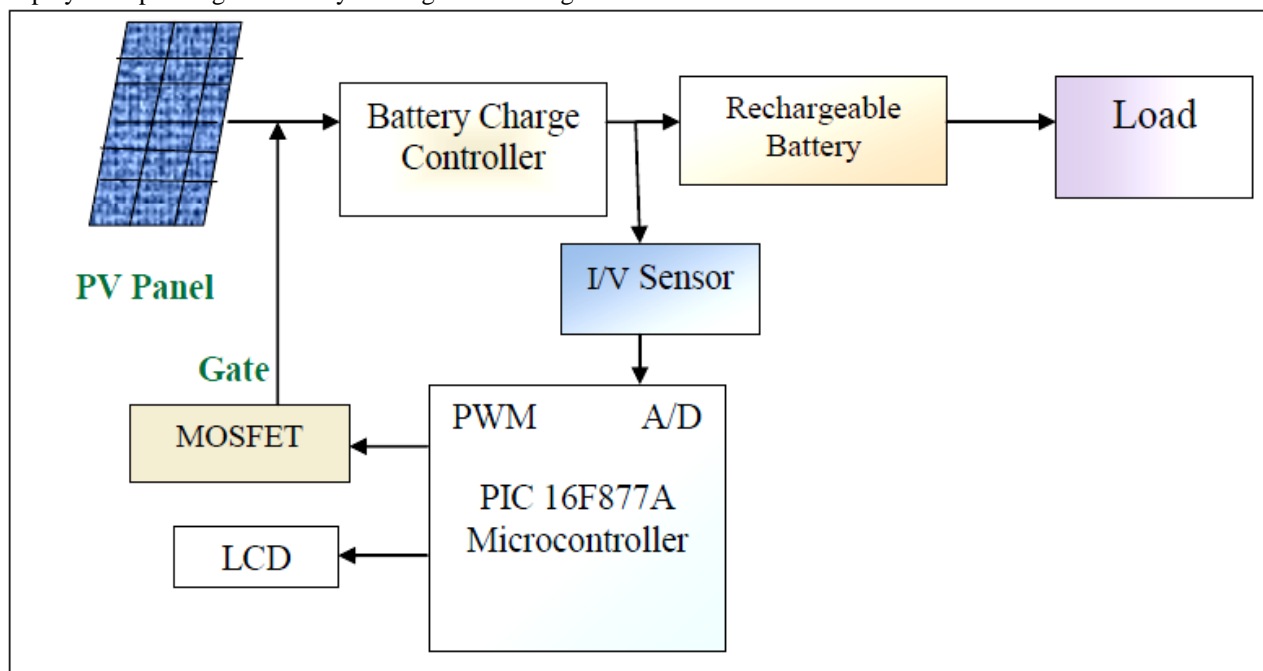 Battery Charge
Controller
Rechargeable
Battery
Load
PV Panel
I/V Sensor
Gate
MOSFET
PWM A/D
PIC 16F877A
Microcontroller
LCD